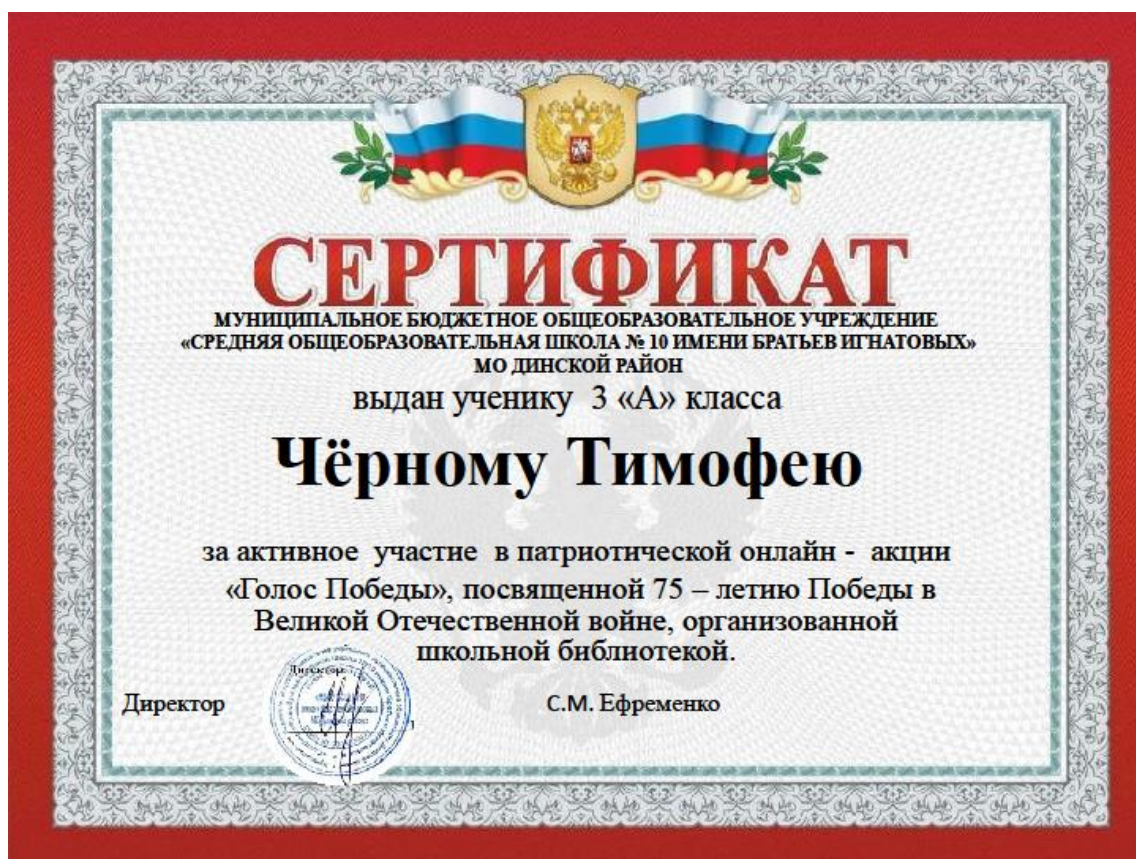 СЕРТИФИКАТ
МУНИЦИПАЛЬНОЕ БЮДЖЕТНОЕ ОБЩЕОБРАЗОВАТЕЛЬНОЕ УЧРЕЖДЕНИЕ
«СРЕДНЯЯ ОБЩЕОБРАЗОВАТЕЛЬНАЯ ШКОЛА № 10 ИМЕНИ БРАТЬЕВ ИГНАТОВЫХ»
МО ДИНСКОЙ РАЙОН
выдан ученику 3 «А» класса
Чёрному Тимофею
за активное участие в патриотической онлайн - акции
«Голос Победы», посвященной 75 – летию Победы в
Великой Отечественной войне, организованной
школьной библиотекой.
Директор
Директор С.М. Ефременко